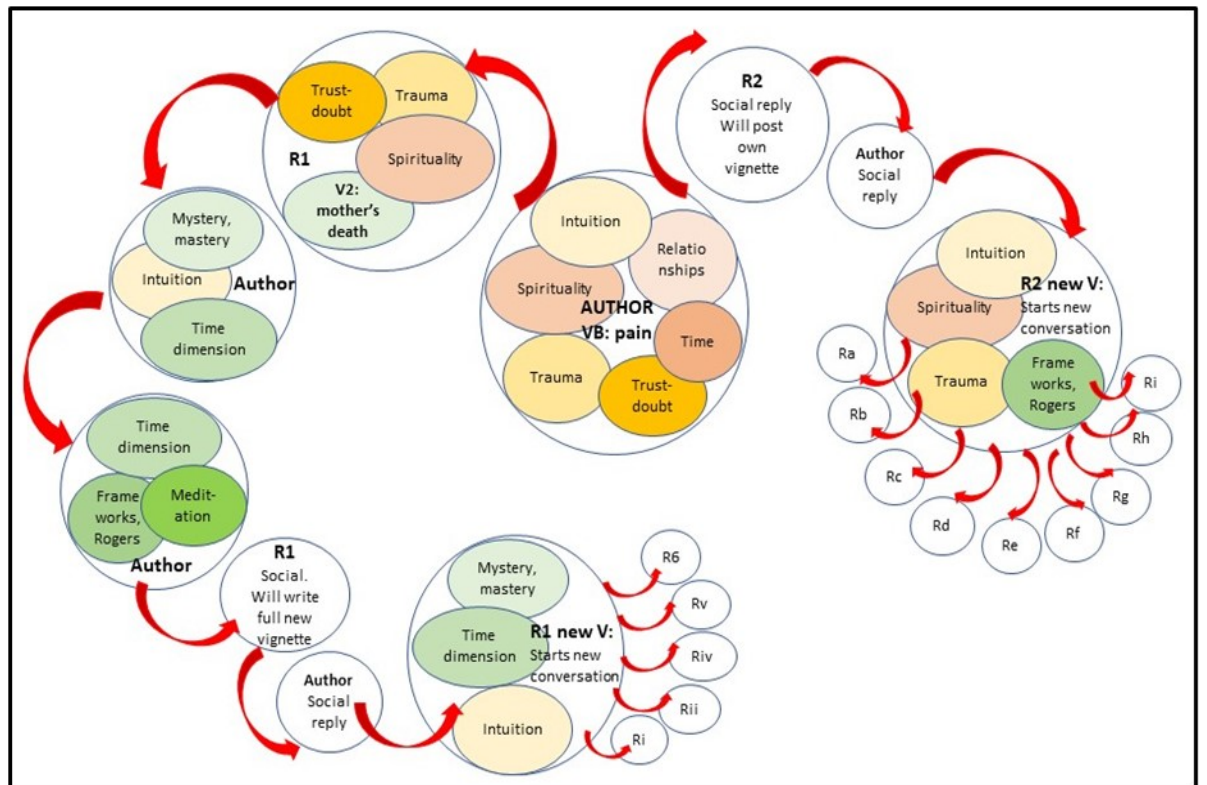 Trust-
doubt
Trauma
R1
Spirituality
V2:
mother's
death
Mystery,
mastery
Intuition
Author
Time
dimension
Time
dimension
Frame
works,
Rogers
Medit-
ation
Author
R1
Social.
Will write
full new
vignette
Author
Social
reply
Mystery,
mastery
Time
dimension
R1 new V:
Starts new
conversation
Intuition
R6
Rv
Riv
Rii
Ri
Intuition
Relatio
nships
Spirituality
AUTHOR
VB: pain
Time
Trauma
Trust-
doubt
R2
Social reply
Will post
own
vignette
Author
Social
reply
Intuition
R2 new V:
Starts new
conversation
Spirituality
Trauma
Frame
works,
Rogers
Ra
Rb
Rc
Rd
Re
Rf
Rg
Rh
Ri